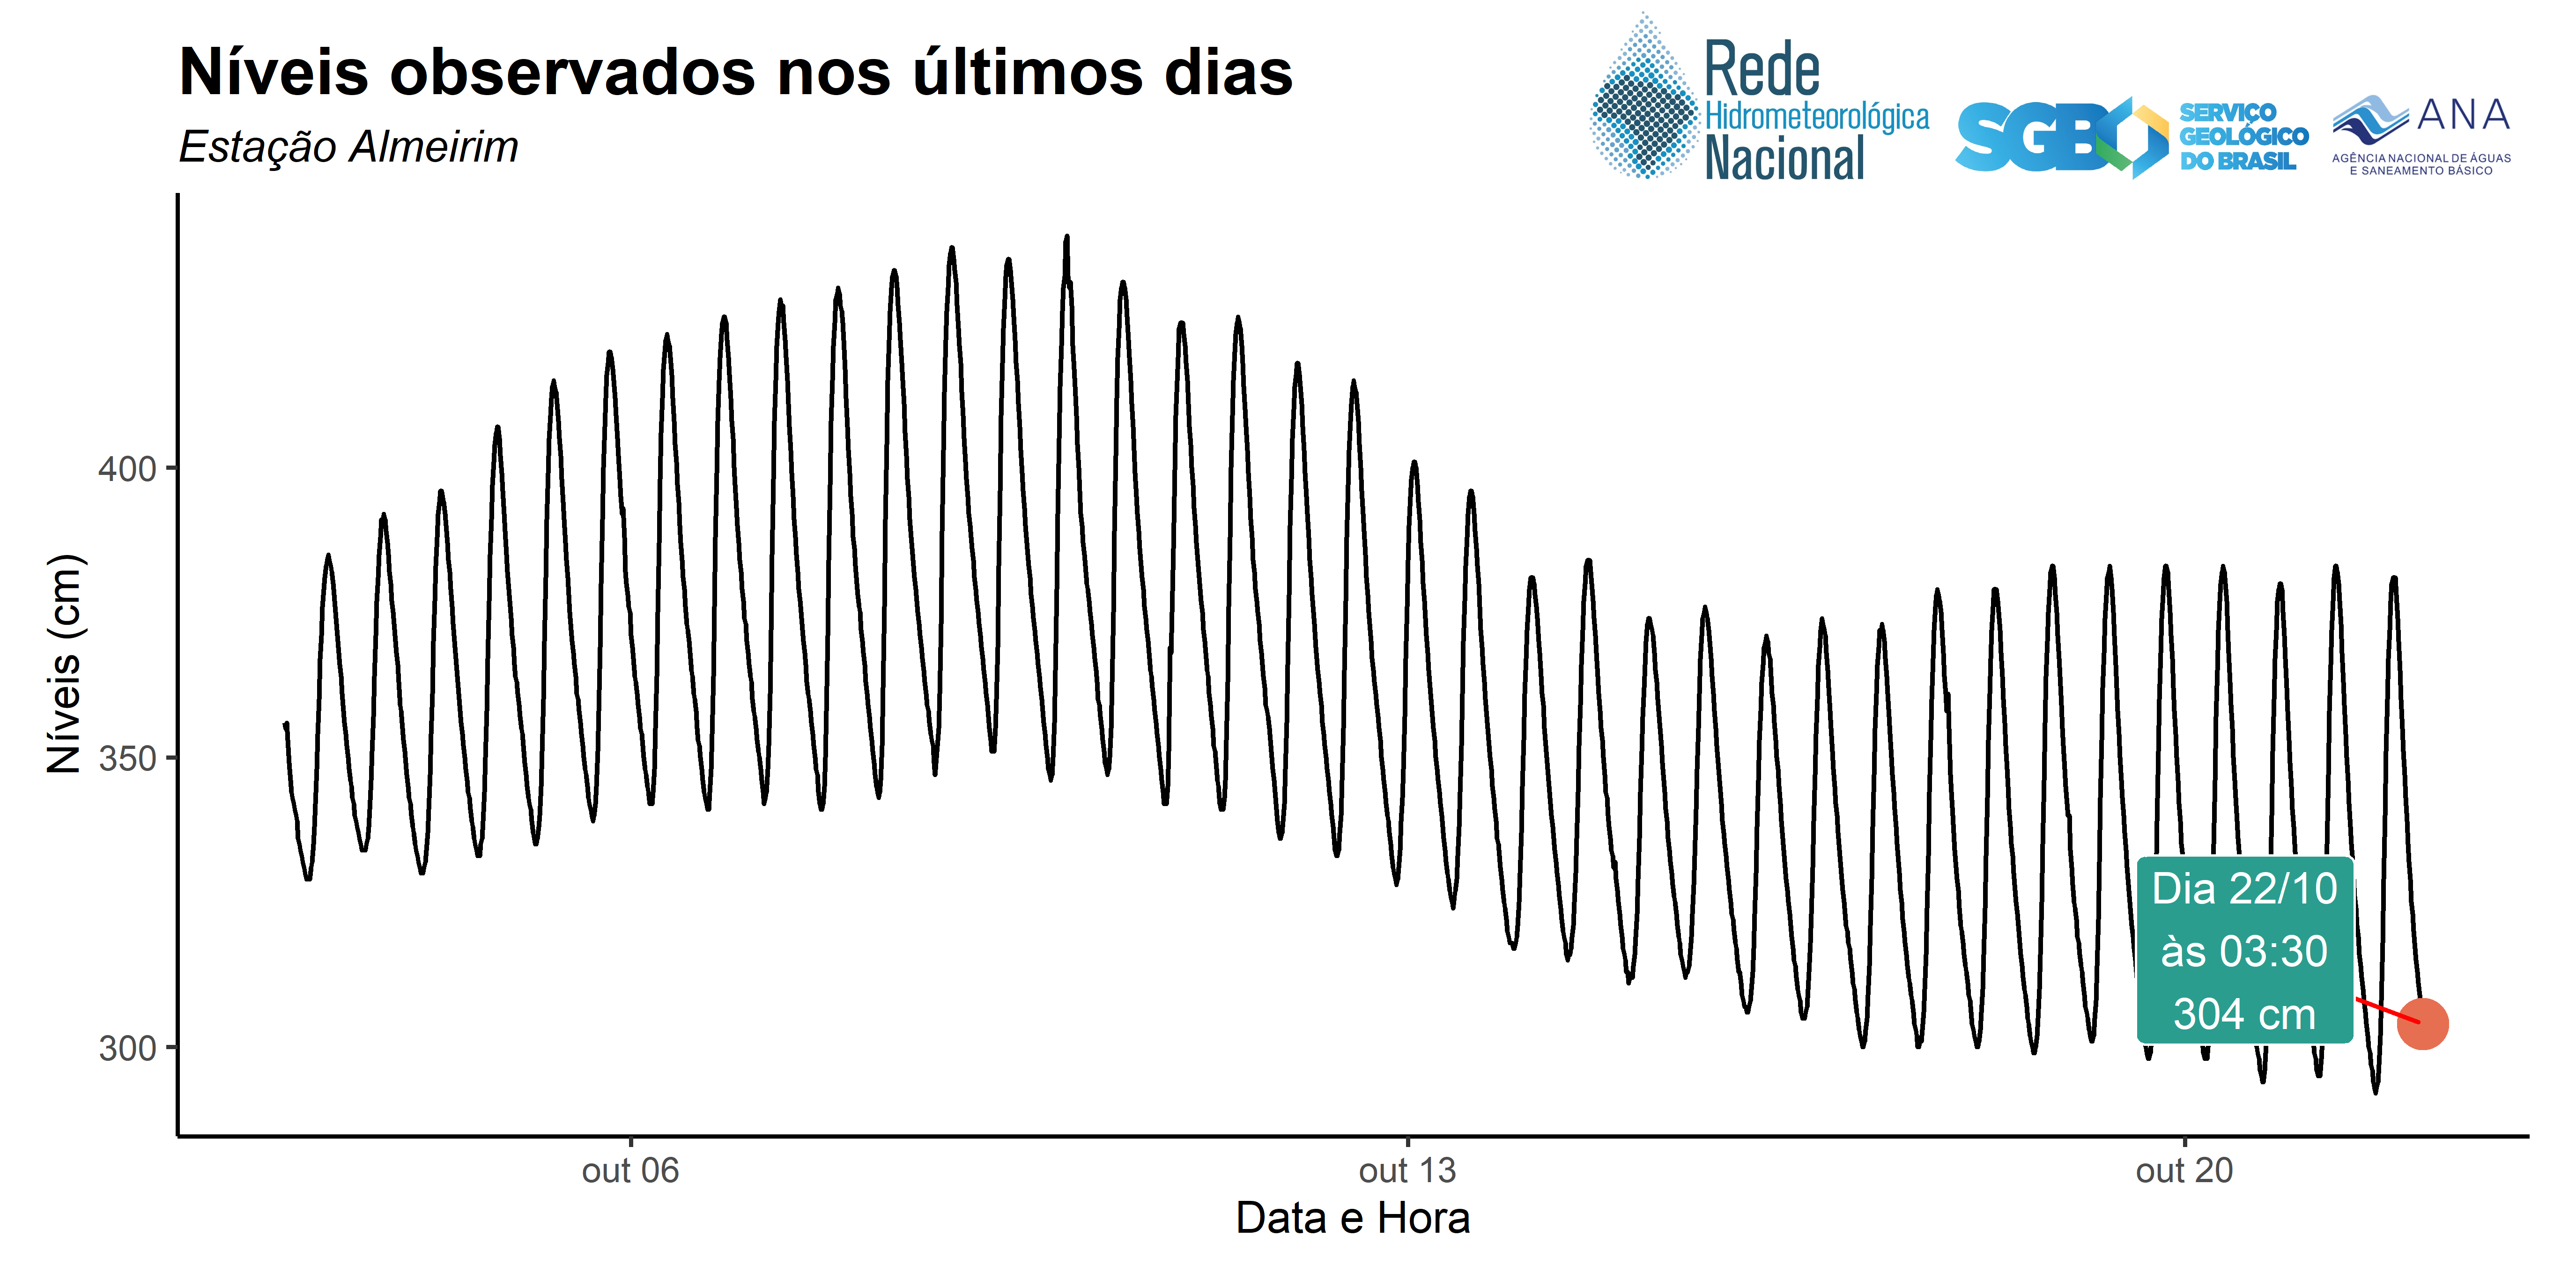 Níveis observados nos últimos dias
Estação Almeirim
Rede
Hidrometeorológica
Nacional
SGB
SERVIÇO
GEOLÓGICO
DO BRASIL
ANA
AGÊNCIA NACIONAL DE ÁGUAS
E SANEAMENTO BÁSICO
Níveis (cm)
400
350
300
Dia 22/10
às 03:30
304 cm
out 06
out 13
out 20
Data e Hora